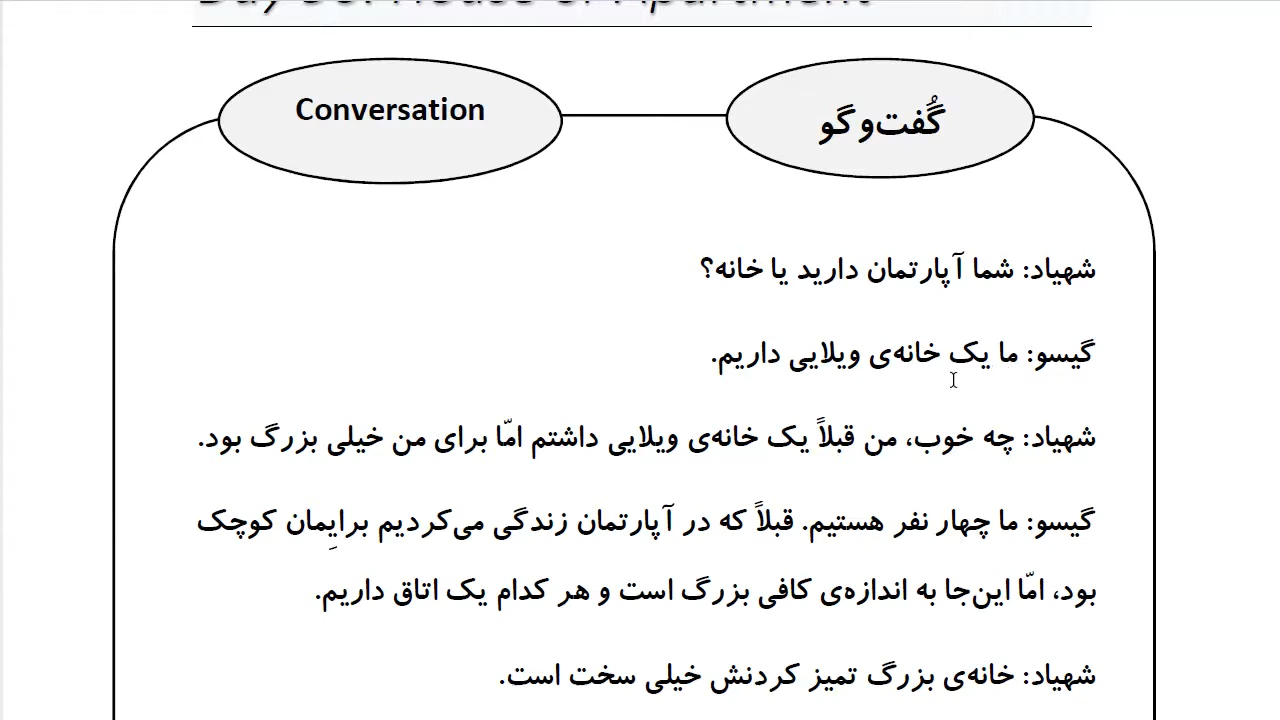 House or Apartment
Conversation
گُفت‌وگو
شهیاد: شما آپارتمان دارید یا خانه؟
گیسو: ما یک خانه‌ی ویلایی داریم.
شهیاد: چه خوب، من قبلاً یک خانه‌ی ویلایی داشتم امّا برای من خیلی بزرگ بود.
گیسو: ما چهار نفر هستیم. قبلاً که در آپارتمان زندگی می‌کردیم برایِمان کوچک
بود، امّا این‌جا به اندازه‌ی کافی بزرگ است و هر کدام یک اتاق داریم.
شهیاد: خانه‌ی بزرگ تمیز کردنش خیلی سخت است.